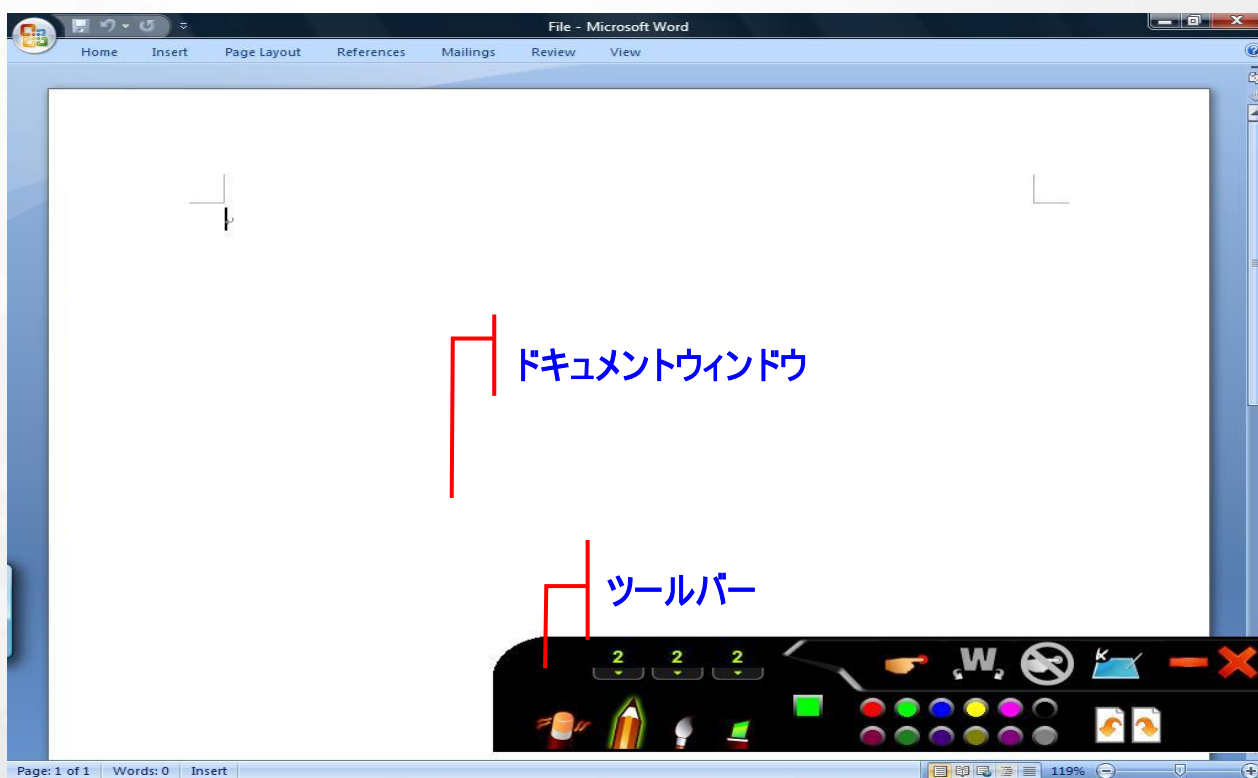 File - Microsoft Word
Home Insert Page Layout References Mailings Review View
ドキュメントウィンドウ
ツールバー
2 2 2
W
K
Page: 1 of 1 Words: 0 Insert 119%